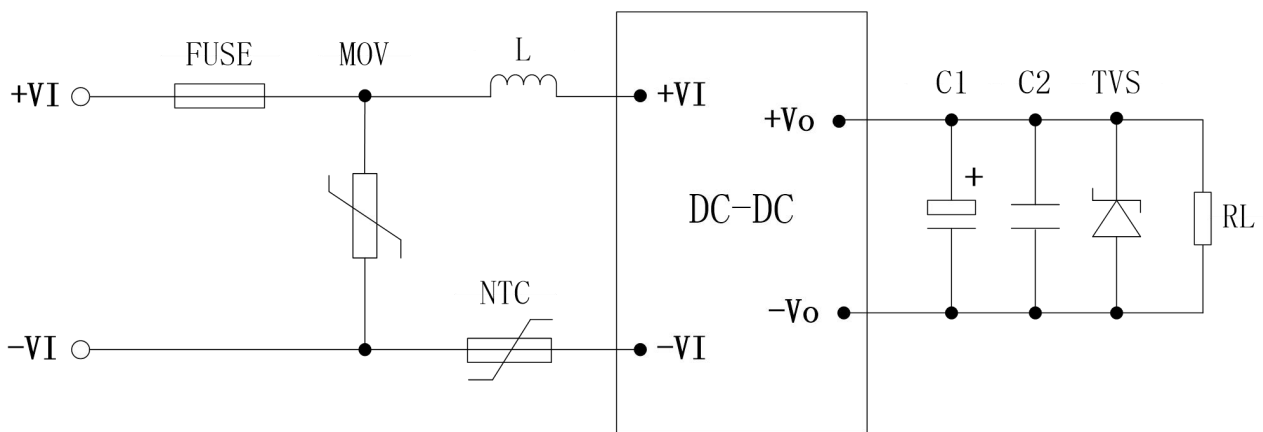 FUSE
MOV
L
+VI
+VI
C1
C2
TVS
+Vo
+
DC-DC
RL
NTC
-Vo
-VI
-VI